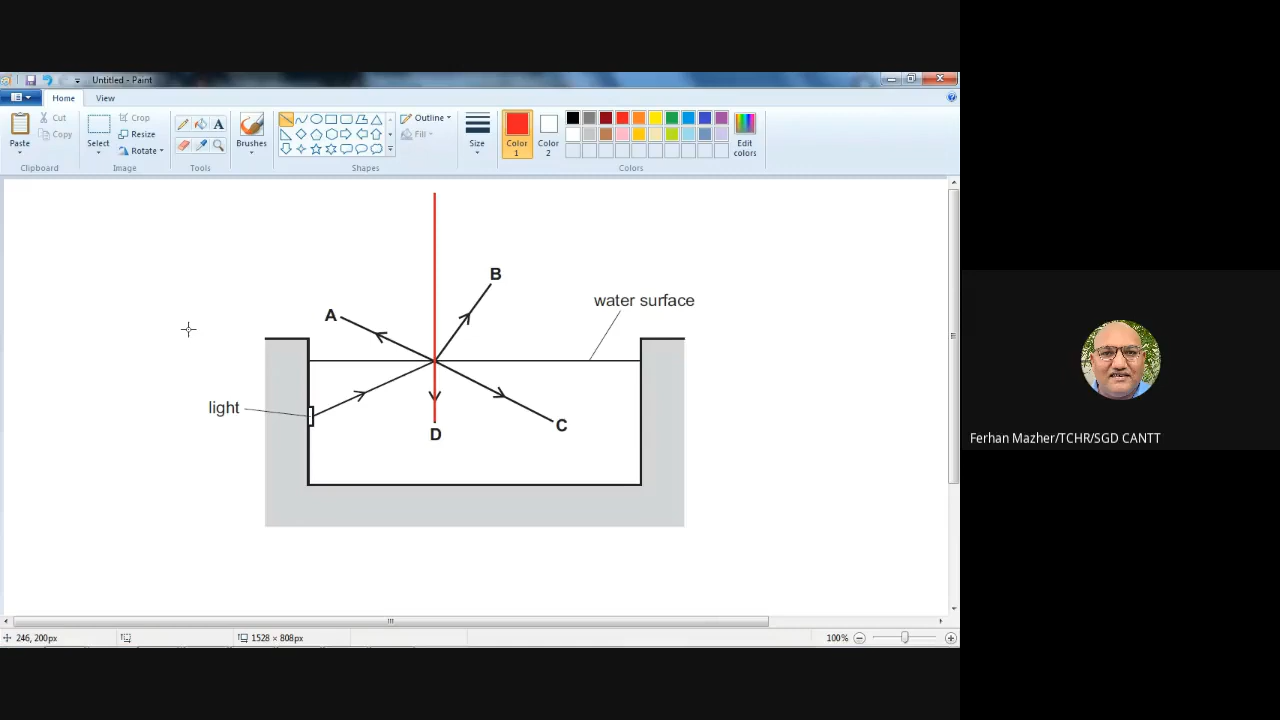 Untitled - Paint
Home
View
Paste
Cut
Copy
Clipboard
Select
Crop
Resize
Rotate
Image
A
Tools
Brushes
Shapes
Outline
Fill
Size
Color 1
Color 2
Edit colors
Colors
B
water surface
A
light
C
D
Ferhan Mazher/TCHR/SGD CANTT
246, 200px
1528 × 808px
100%